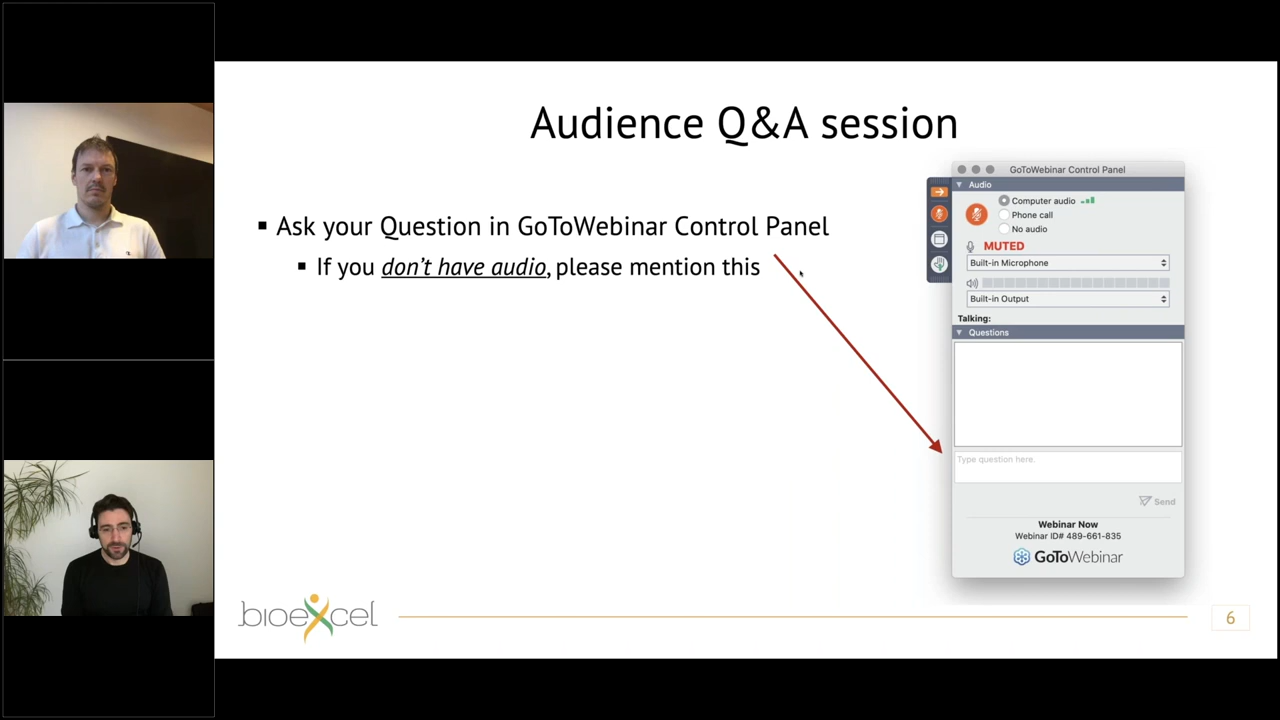 Audience Q&A session
▪ Ask your Question in GoToWebinar Control Panel
▪ If you don't have audio, please mention this
GoToWebinar Control Panel
Audio
Computer audio
Phone call
No audio
MUTED
Built-in Microphone
Built-in Output
Talking:
Questions
Type question here.
Send
Webinar Now
Webinar ID# 489-661-835
GoToWebinar
bioexcel
6